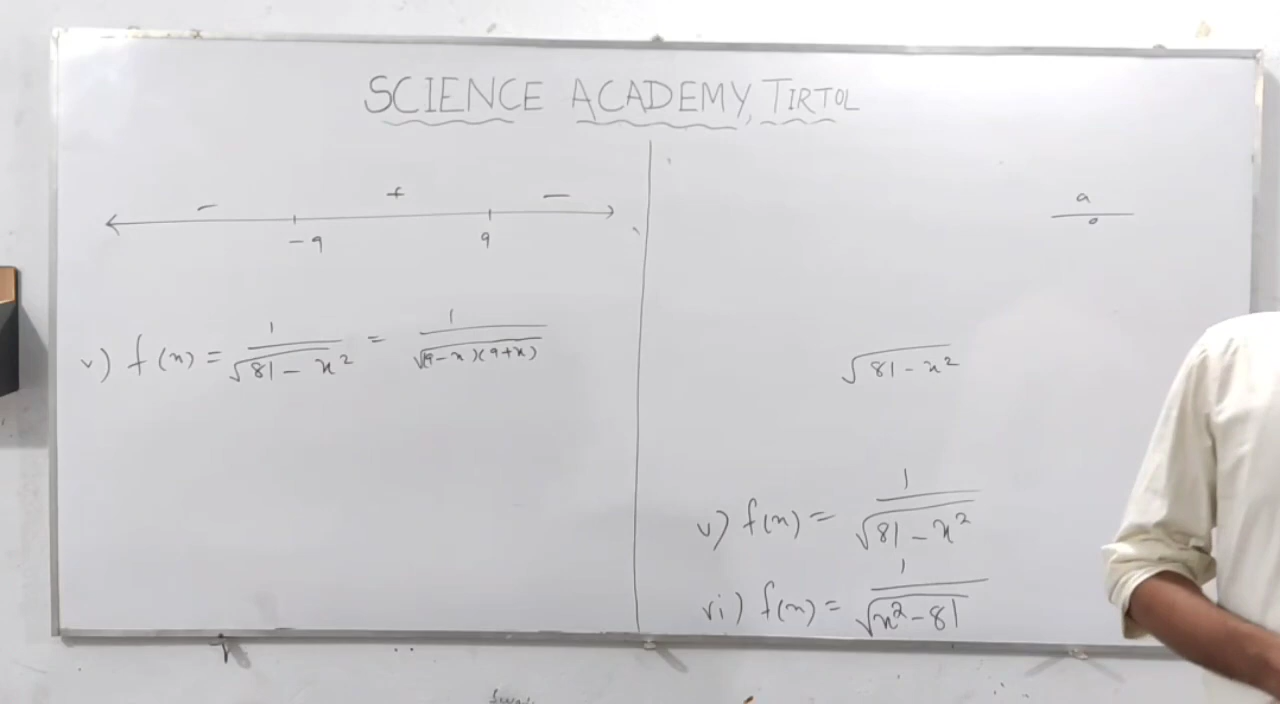 SCIENCE ACADEMY, TIRTOL
− + −
−9 9
v) f(x) = 1/√81 − x² = 1/√(9−x)(9+x)
a/0
√81 − x²
v) f(x) = 1/√81 − x²
vi) f(x) = 1/√x² − 81